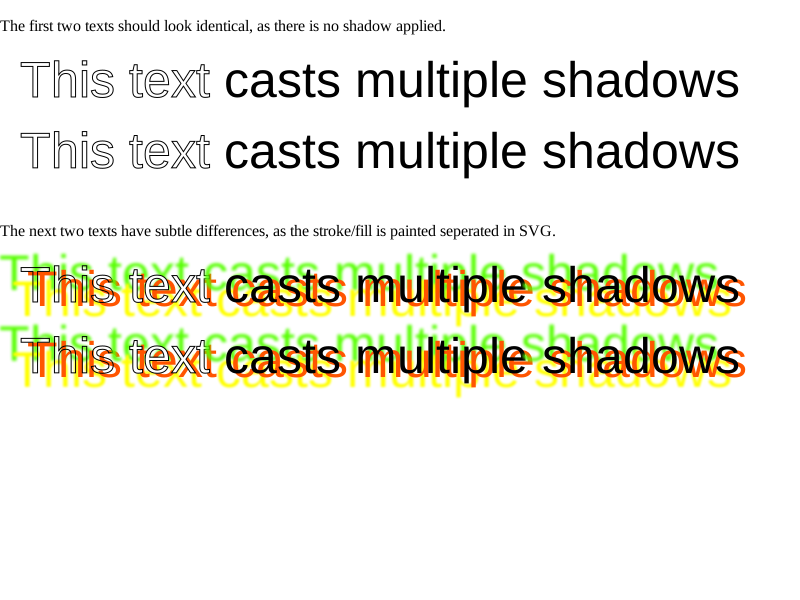 The first two texts should look identical, as there is no shadow applied.
This text casts multiple shadows
This text casts multiple shadows
The next two texts have subtle differences, as the stroke/fill is painted seperated in SVG.
This text casts multiple shadows
This text casts multiple shadows